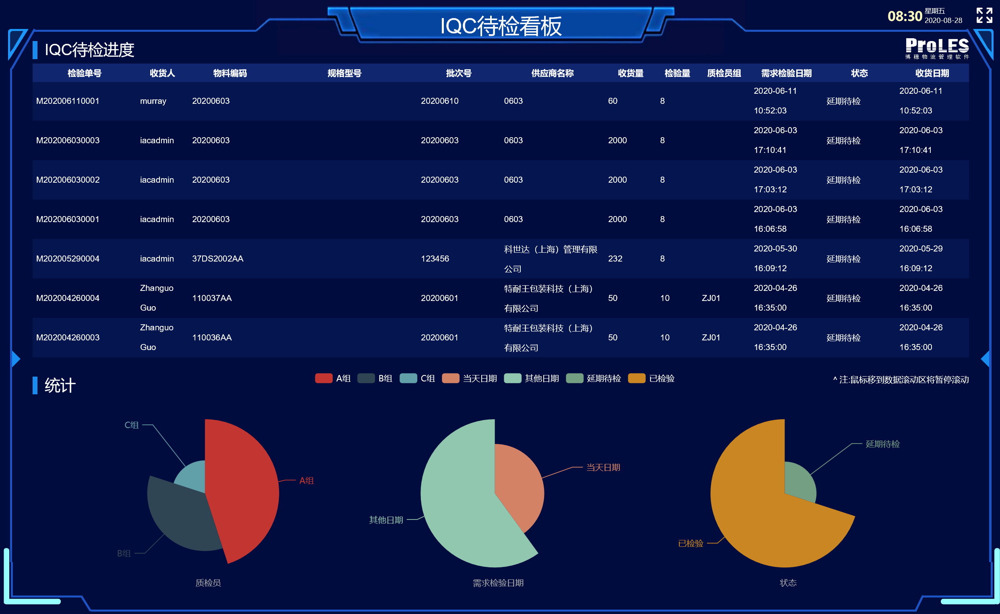 IQC待检看板
08:30
星期五
2020-08-28
ProLES
博穗物流管理软件
IQC待检进度
检验单号 收货人 物料编码 规格型号 批次号 供应商名称 收货量 检验量 质检员组 需求检验日期 状态 收货日期
M202006110001 murray 20200603 20200610 0603 60 8 2020-06-11 10:52:03 延期待检 2020-06-11 10:52:03
M202006030003 iacadmin 20200603 20200603 0603 2000 8 2020-06-03 17:10:41 延期待检 2020-06-03 17:10:41
M202006030002 iacadmin 20200603 20200603 0603 2000 8 2020-06-03 17:03:12 延期待检 2020-06-03 17:03:12
M202006030001 iacadmin 20200603 20200603 0603 2000 8 2020-06-03 16:06:58 延期待检 2020-06-03 16:06:58
M202005290004 iacadmin 37DS2002AA 123456 科世达（上海）管理有限公司 232 8 2020-05-30 16:09:12 延期待检 2020-05-29 16:09:12
M202004260004 Zhanguo Guo 110037AA 20200601 特耐王包装科技（上海）有限公司 50 10 ZJ01 2020-04-26 16:35:00 延期待检 2020-04-26 16:35:00
M202004260003 Zhanguo Guo 110036AA 20200601 特耐王包装科技（上海）有限公司 50 10 ZJ01 2020-04-26 16:35:00 延期待检 2020-04-26 16:35:00
统计
A组 B组 C组 当天日期 其他日期 延期待检 已检验
^ 注:鼠标移到数据滚动区将暂停滚动
C组
A组
B组
质检员
当天日期
其他日期
需求检验日期
延期待检
已检验
状态